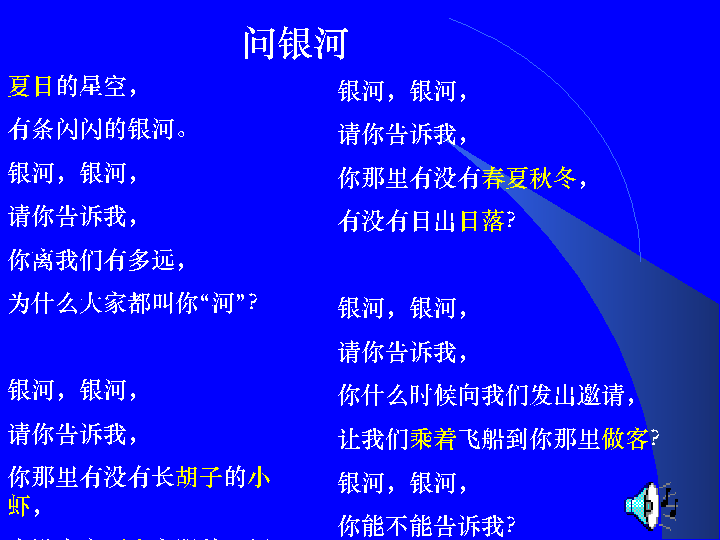 问银河
夏日的星空，
有条闪闪的银河。
银河，银河，
请你告诉我，
你离我们有多远，
为什么大家都叫你“河”？
银河，银河，
请你告诉我，
你那里有没有长胡子的小
虾，
银河，银河，
请你告诉我，
你那里有没有春夏秋冬，
有没有日出日落？
银河，银河，
请你告诉我，
你什么时候向我们发出邀请，
让我们乘着飞船到你那里做客？
银河，银河，
你能不能告诉我？